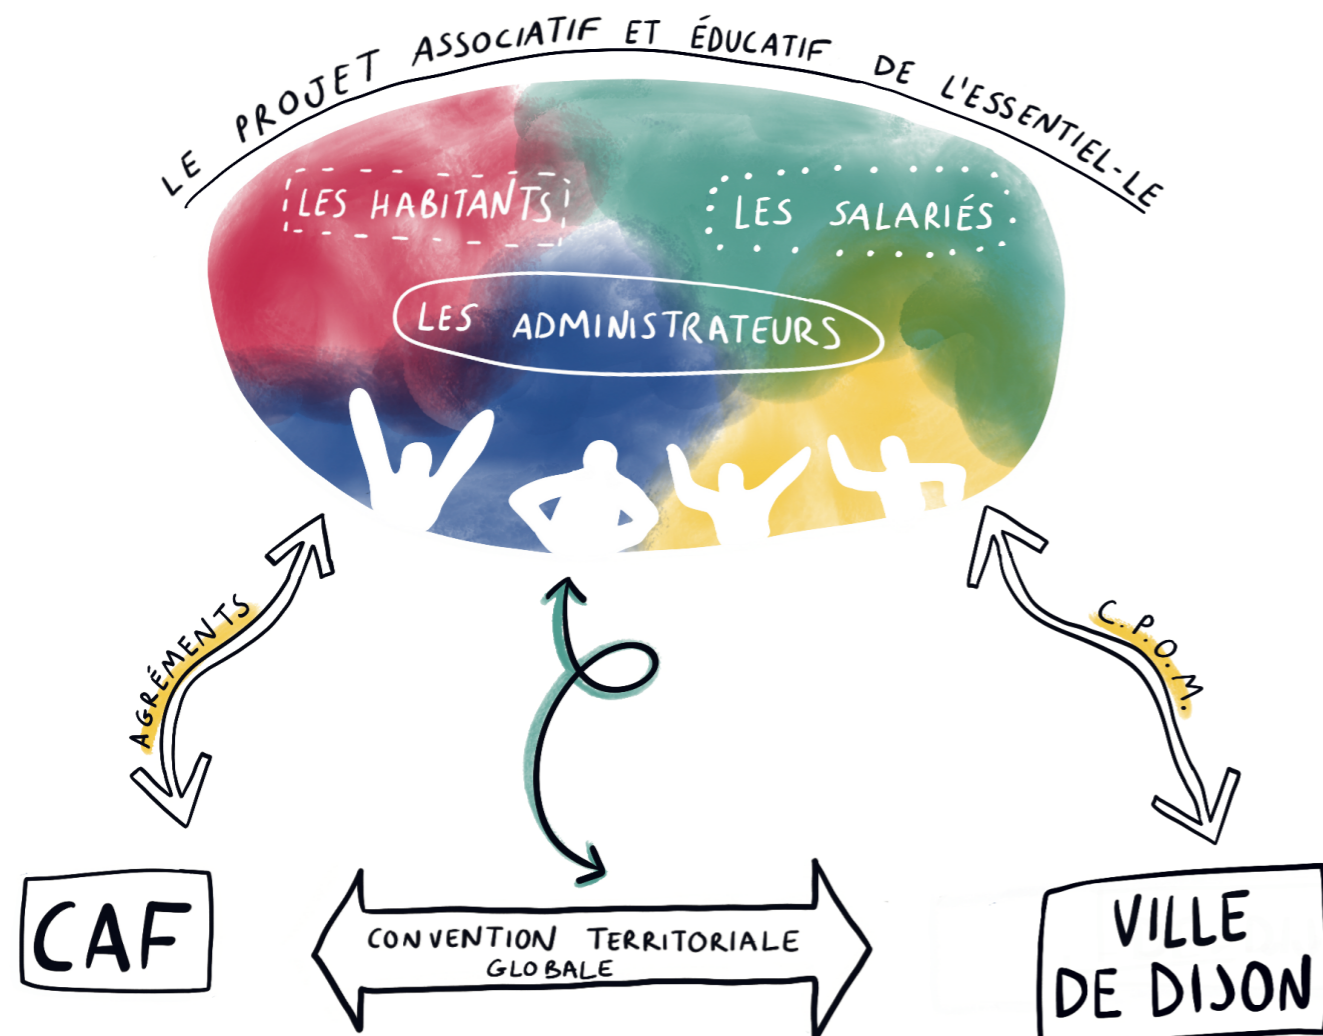 LE PROJET ASSOCIATIF ET ÉDUCATIF DE L'ESSENTIEL-LE
LES HABITANTS
LES SALARIÉS
LES ADMINISTRATEURS
AGRÉMENTS
C.P.O.M.
CAF
CONVENTION TERRITORIALE
GLOBALE
VILLE
DE DIJON